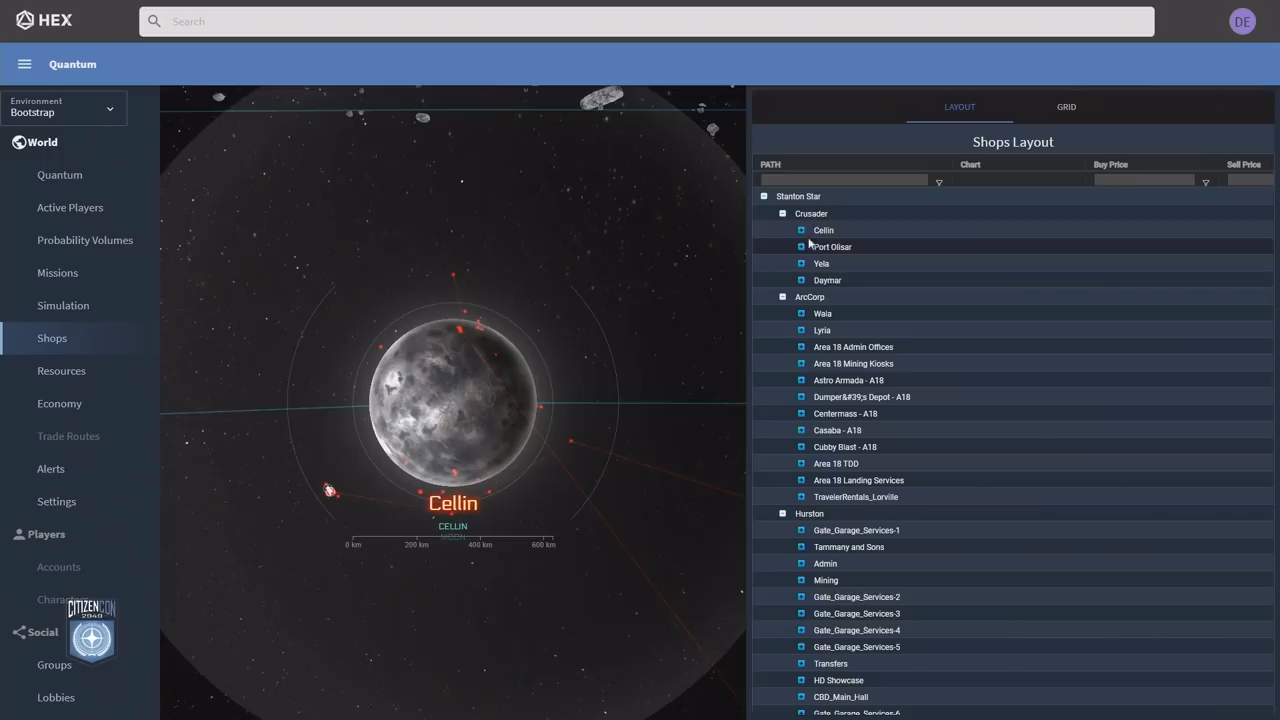 HEX
Search
DE
Quantum
Environment
Bootstrap
World
Quantum
Active Players
Probability Volumes
Missions
Simulation
Shops
Resources
Economy
Trade Routes
Alerts
Settings
Players
Accounts
CITIZENCON
2949
Social
Groups
Lobbies
Cellin
CELLIN
MOON
0 km
200 km
400 km
600 km
LAYOUT
GRID
Shops Layout
PATH
Chart
Buy Price
Sell Price
Stanton Star
Crusader
Cellin
Port Olisar
Yela
Daymar
ArcCorp
Wala
Lyria
Area 18 Admin Offices
Area 18 Mining Kiosks
Astro Armada - A18
Dumper&#39;s Depot - A18
Centermass - A18
Casaba - A18
Cubby Blast - A18
Area 18 TDD
Area 18 Landing Services
TravelerRentals_Lorville
Hurston
Gate_Garage_Services-1
Tammany and Sons
Admin
Mining
Gate_Garage_Services-2
Gate_Garage_Services-3
Gate_Garage_Services-4
Gate_Garage_Services-5
Transfers
HD Showcase
CBD_Main_Hall
Gate_Garage_Services-6